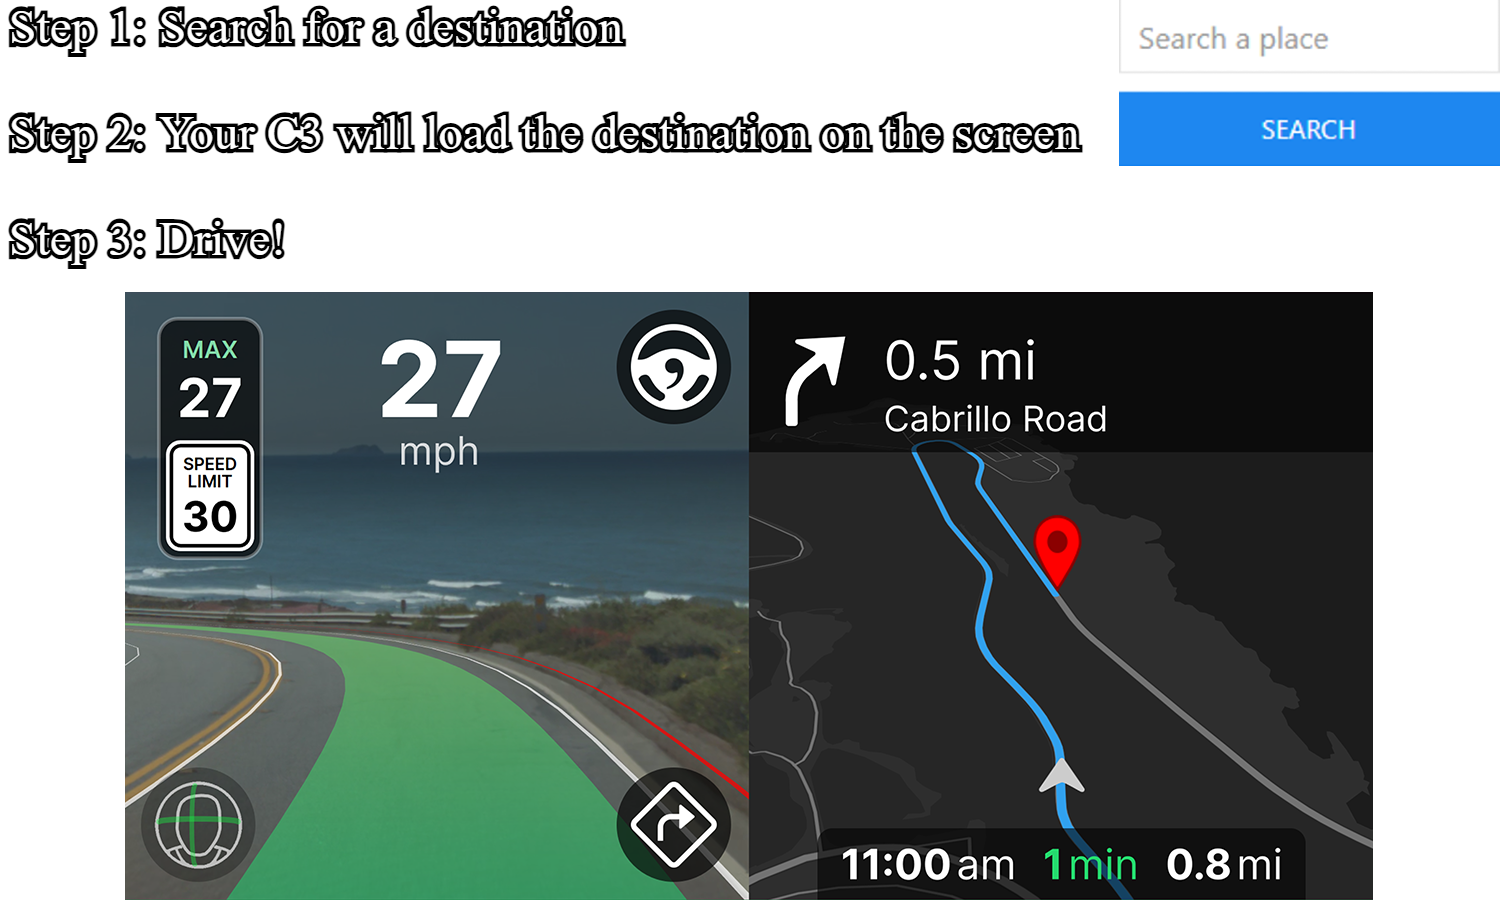 Step 1: Search for a destination
Search a place
SEARCH
Step 2: Your C3 will load the destination on the screen
Step 3: Drive!
MAX
27
SPEED
LIMIT
30
27
mph
0.5 mi
Cabrillo Road
11:00 am 1 min 0.8 mi